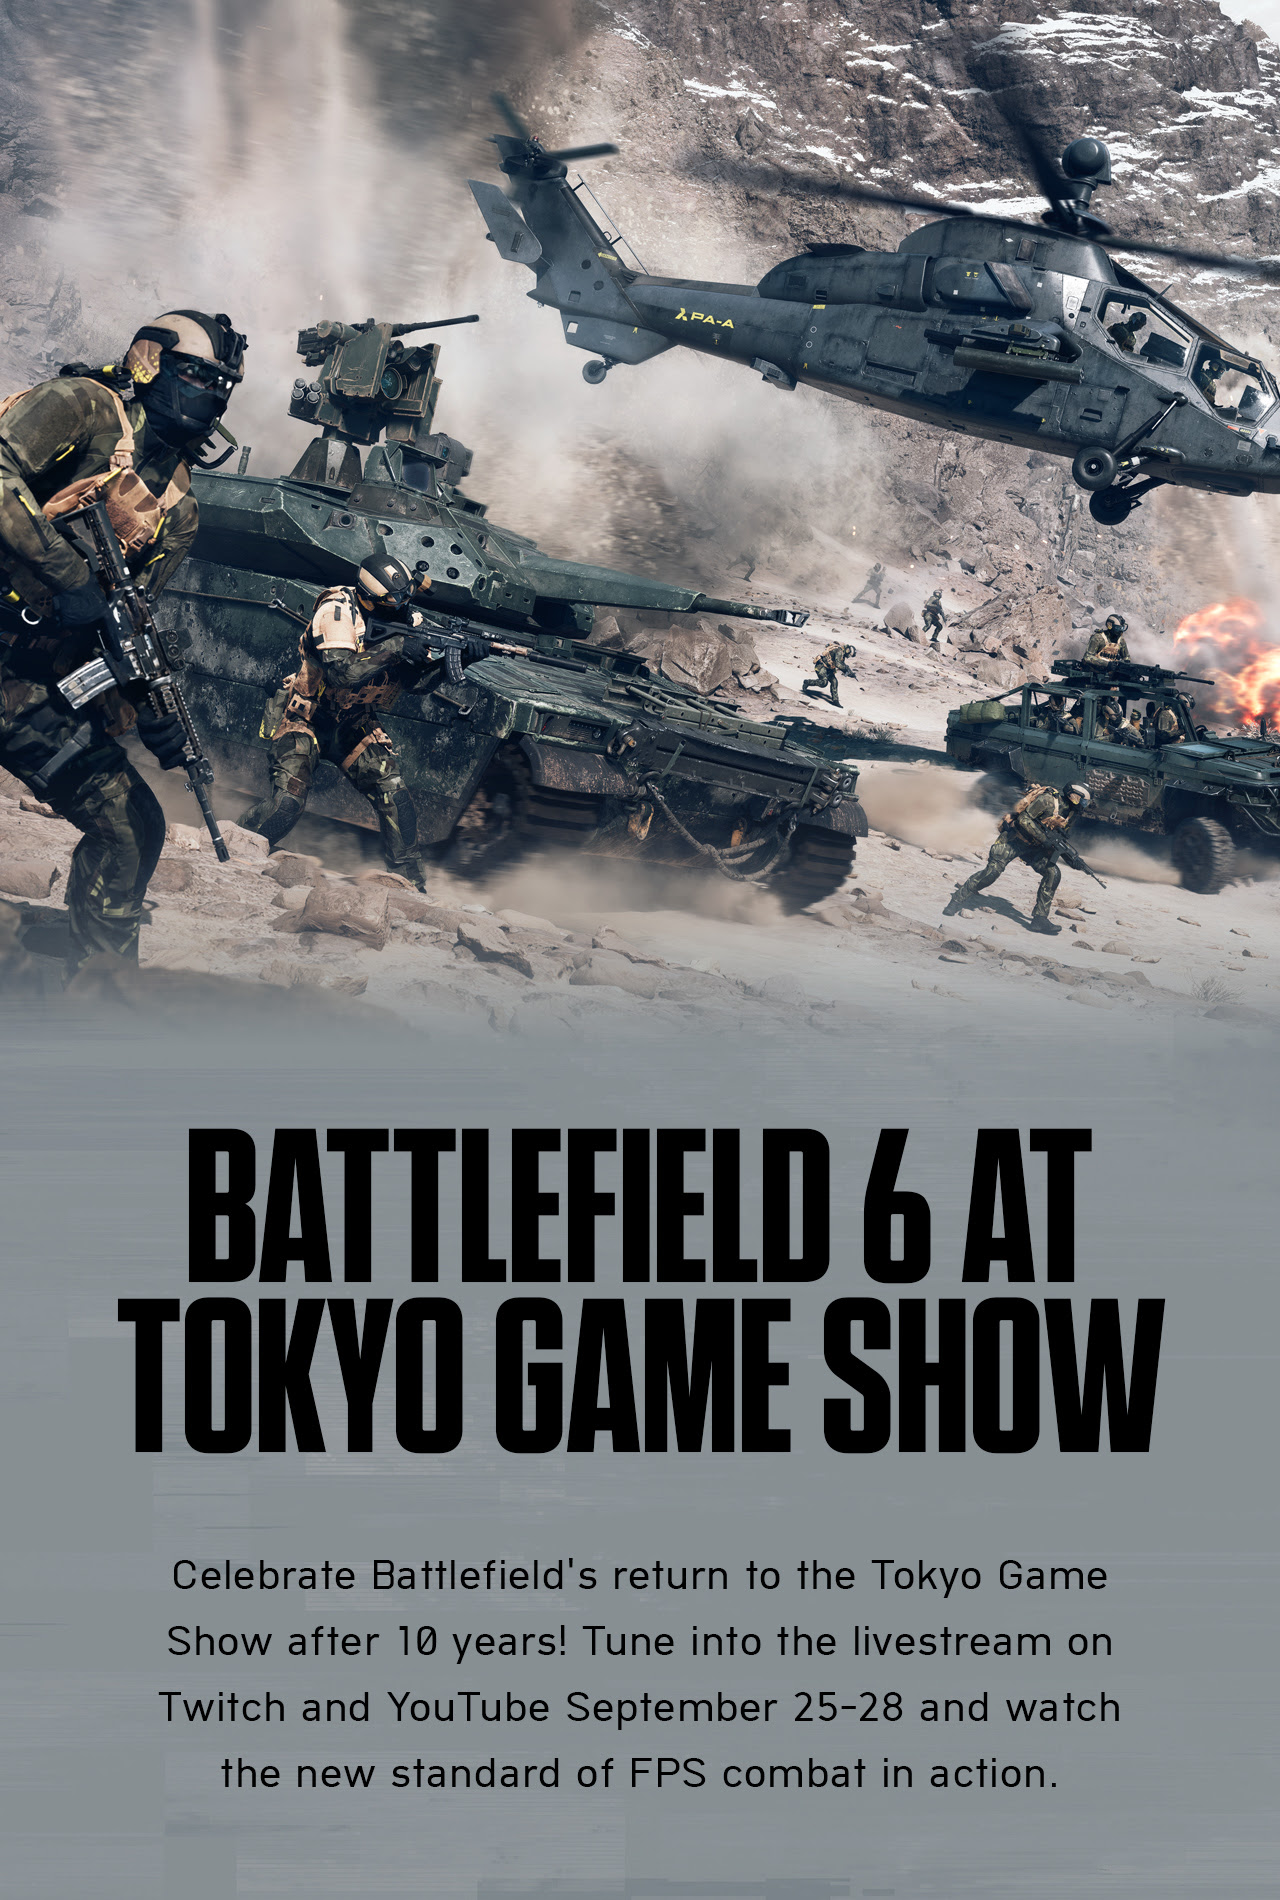 PA-A
BATTLEFIELD 6 AT
TOKYO GAME SHOW
Celebrate Battlefield's return to the Tokyo Game
Show after 10 years! Tune into the livestream on
Twitch and YouTube September 25-28 and watch
the new standard of FPS combat in action.